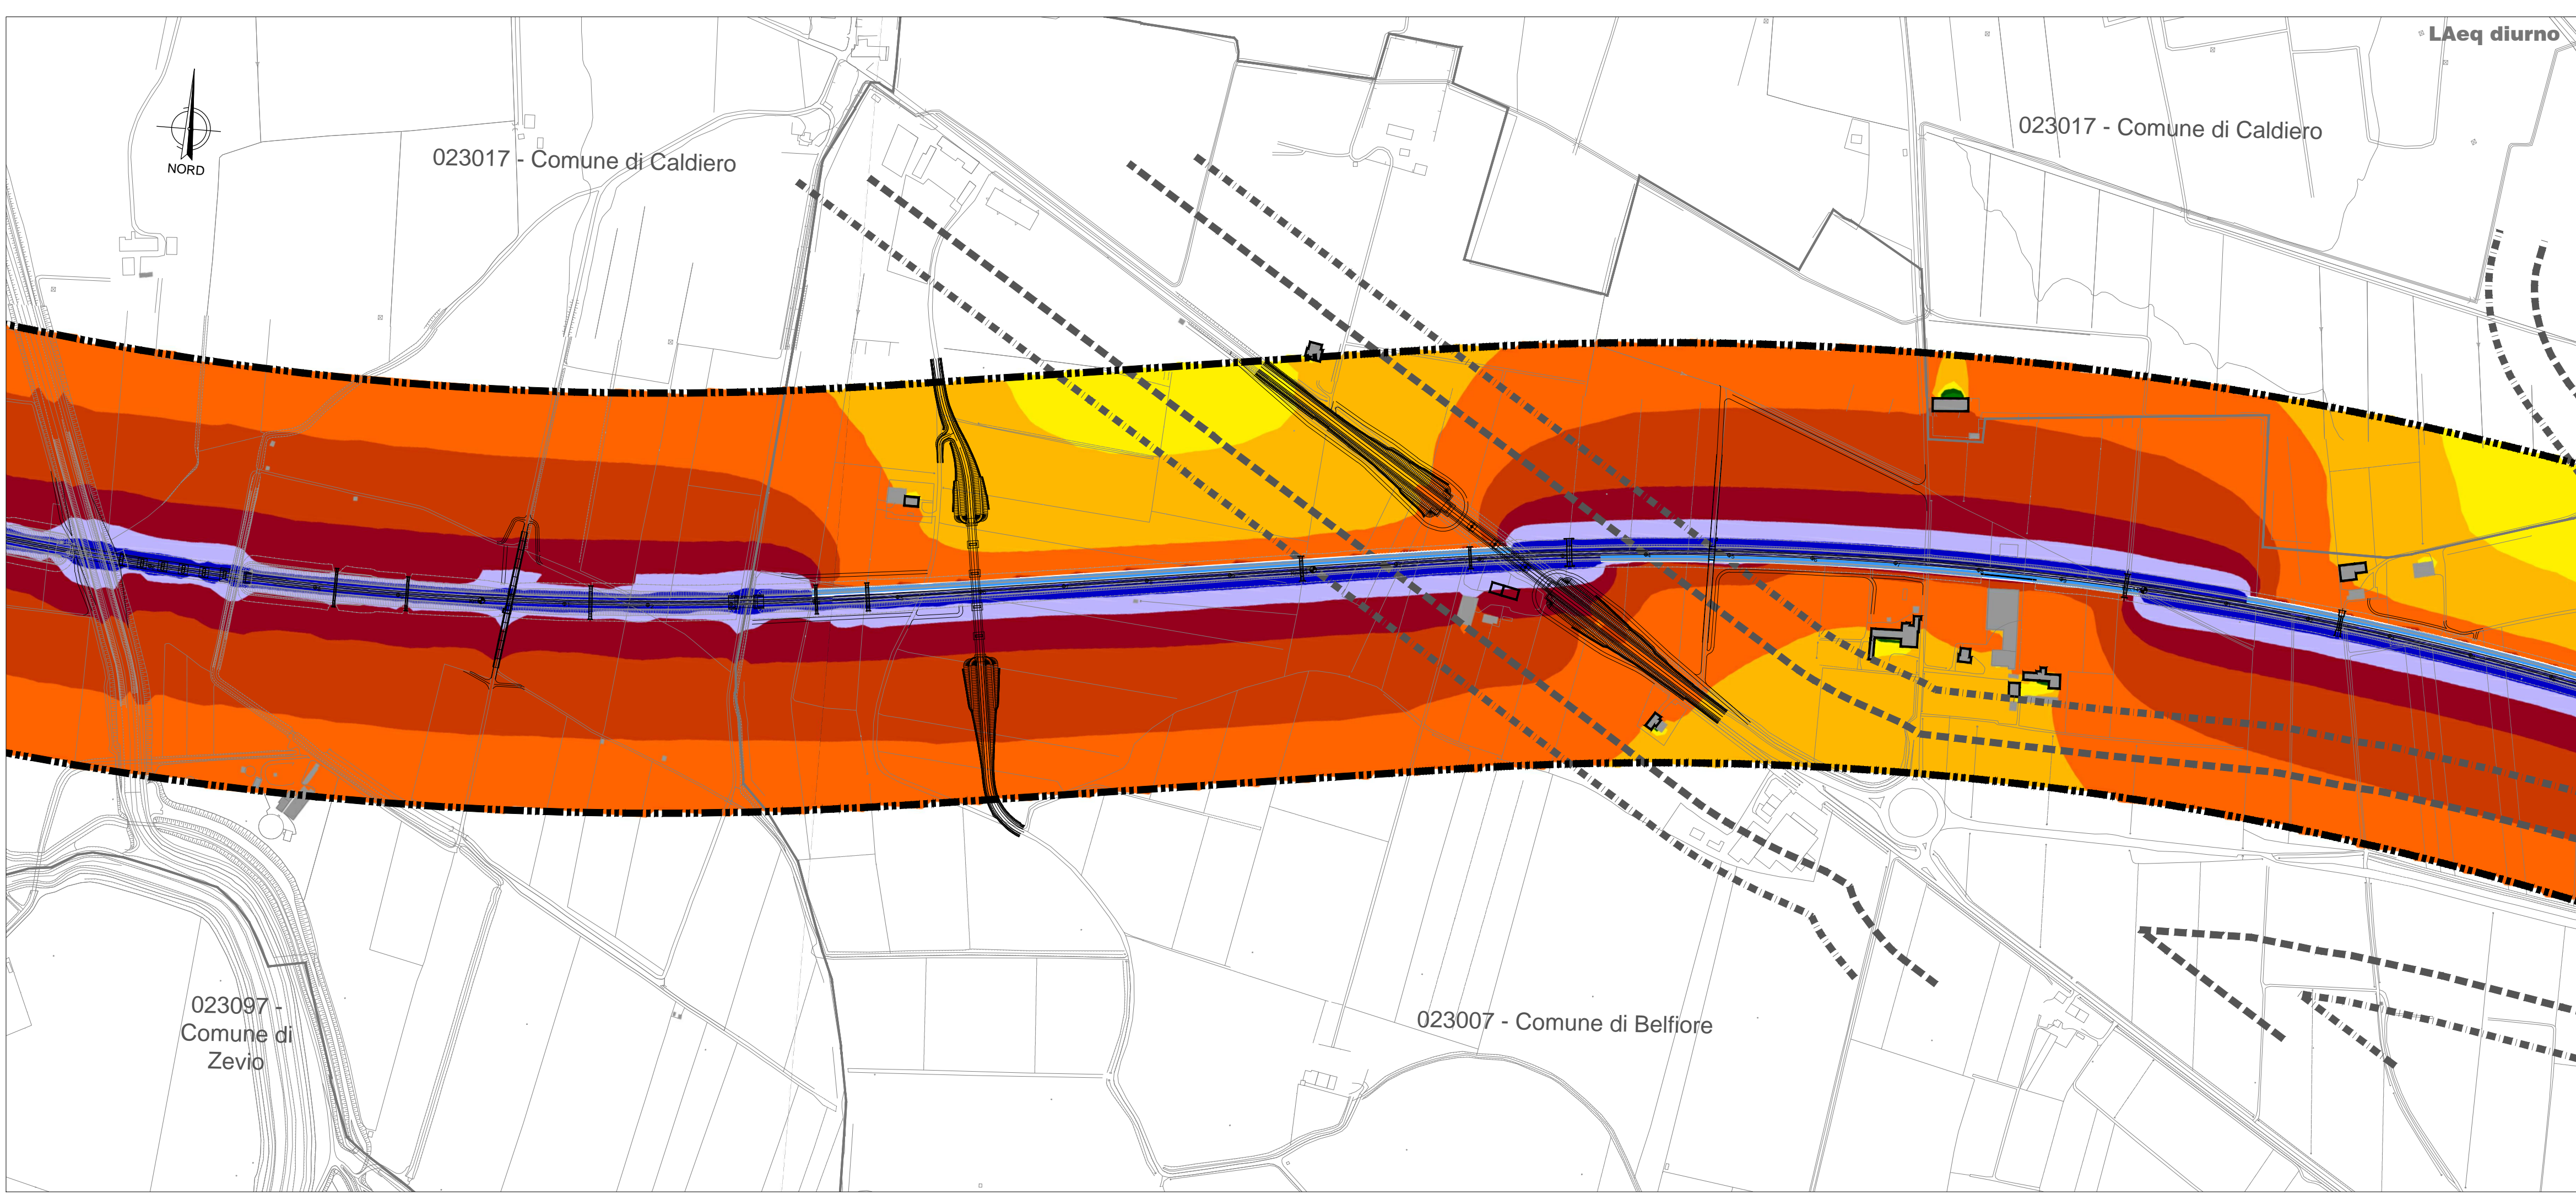 LAeq diurno
023017 - Comune di Caldiero
023017 - Comune di Caldiero
NORD
023097 -
Comune di
Zevio
023007 - Comune di Belfiore